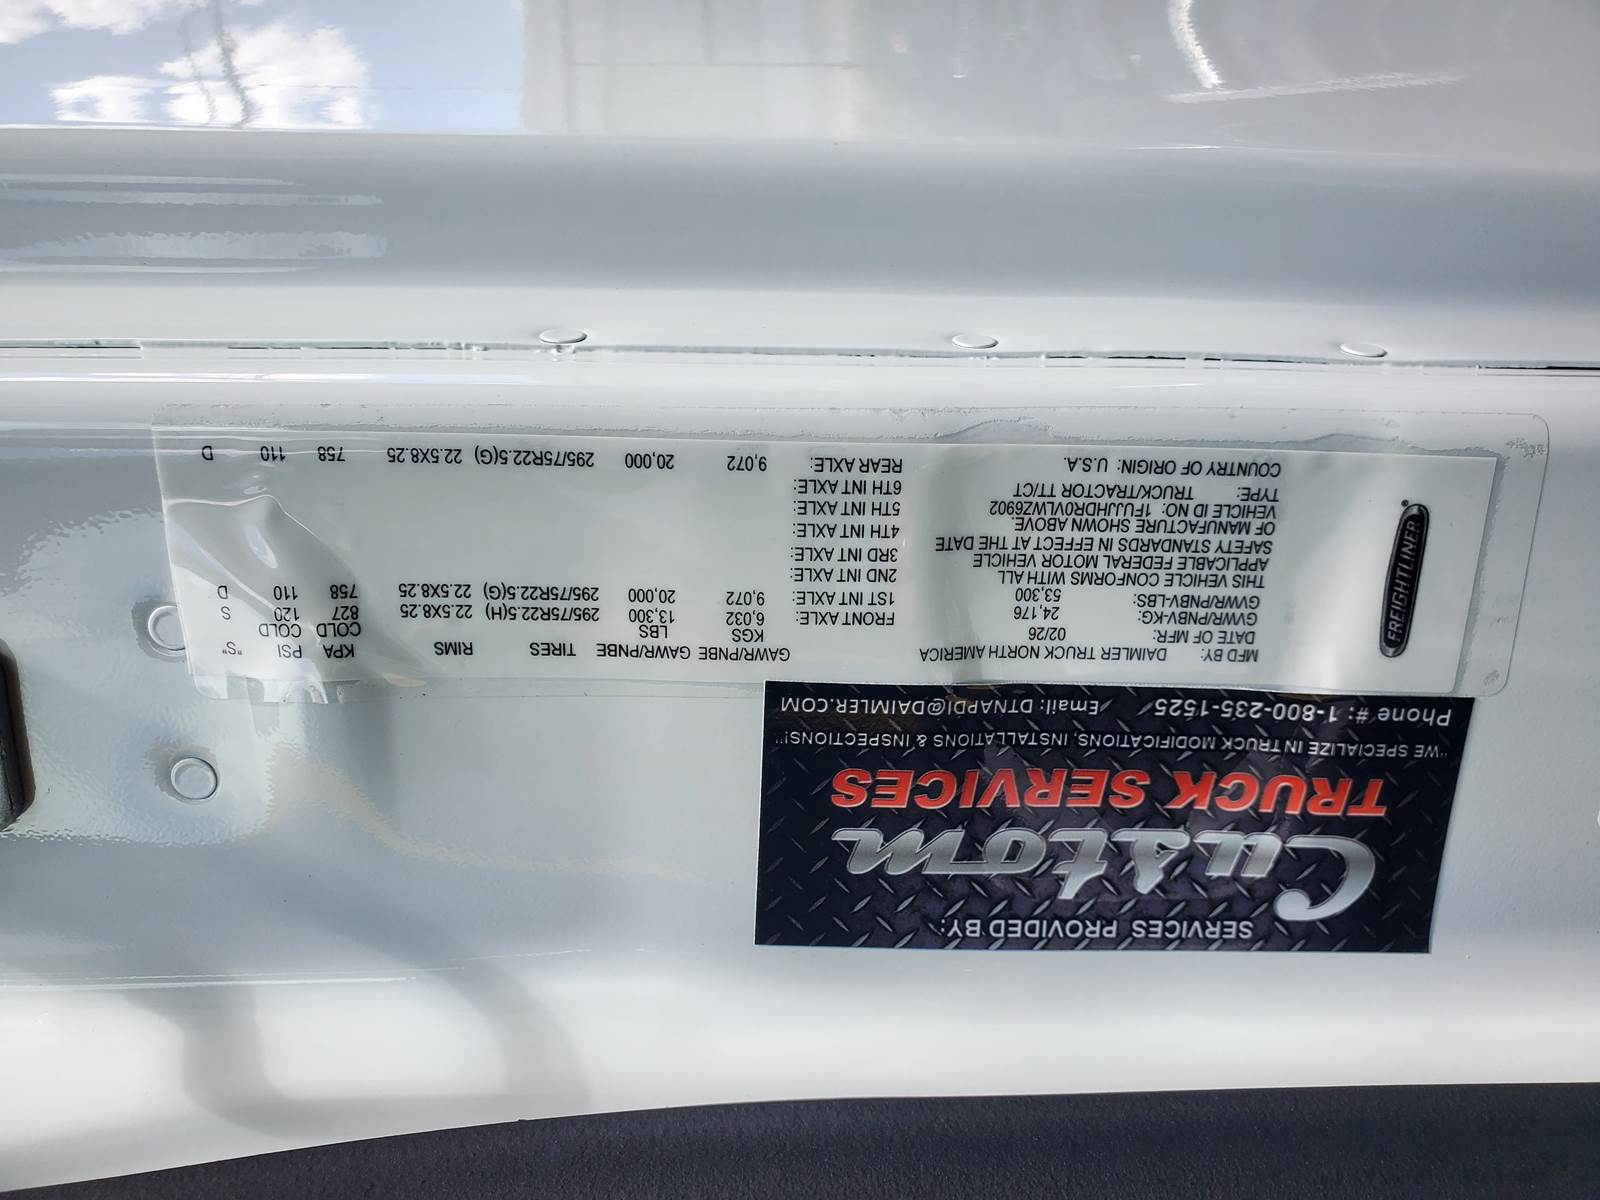 FREIGHTLINER
MFD BY: DAIMLER TRUCK NORTH AMERICA
DATE OF MFR: 02/26
GVWR/PNBV-KG: 24,176
GVWR/PNBV-LBS: 53,300
THIS VEHICLE CONFORMS WITH ALL
APPLICABLE FEDERAL MOTOR VEHICLE
SAFETY STANDARDS IN EFFECT AT THE DATE
OF MANUFACTURE SHOWN ABOVE.
VEHICLE ID NO: 1FUJJHDR0VLWZ6902
TYPE: TRUCK/TRACTOR TT/CT
COUNTRY OF ORIGIN: U.S.A.
GAWR/PNBE GAWR/PNBE TIRES RIMS KPA PSI "S"
KGS LBS COLD COLD
FRONT AXLE: 6,032 13,300 295/75R22.5(H) 22.5X8.25 827 120 S
1ST INT AXLE: 9,072 20,000 295/75R22.5(G) 22.5X8.25 758 110 D
2ND INT AXLE:
3RD INT AXLE:
4TH INT AXLE:
5TH INT AXLE:
6TH INT AXLE:
REAR AXLE: 9,072 20,000 295/75R22.5(G) 22.5X8.25 758 110 D
SERVICES PROVIDED BY:
Custom
TRUCK SERVICES
"WE SPECIALIZE IN TRUCK MODIFICATIONS, INSTALLATIONS & INSPECTIONS!"
Phone #: 1-800-235-1525 Email: DTNAPDI@DAIMLER.COM